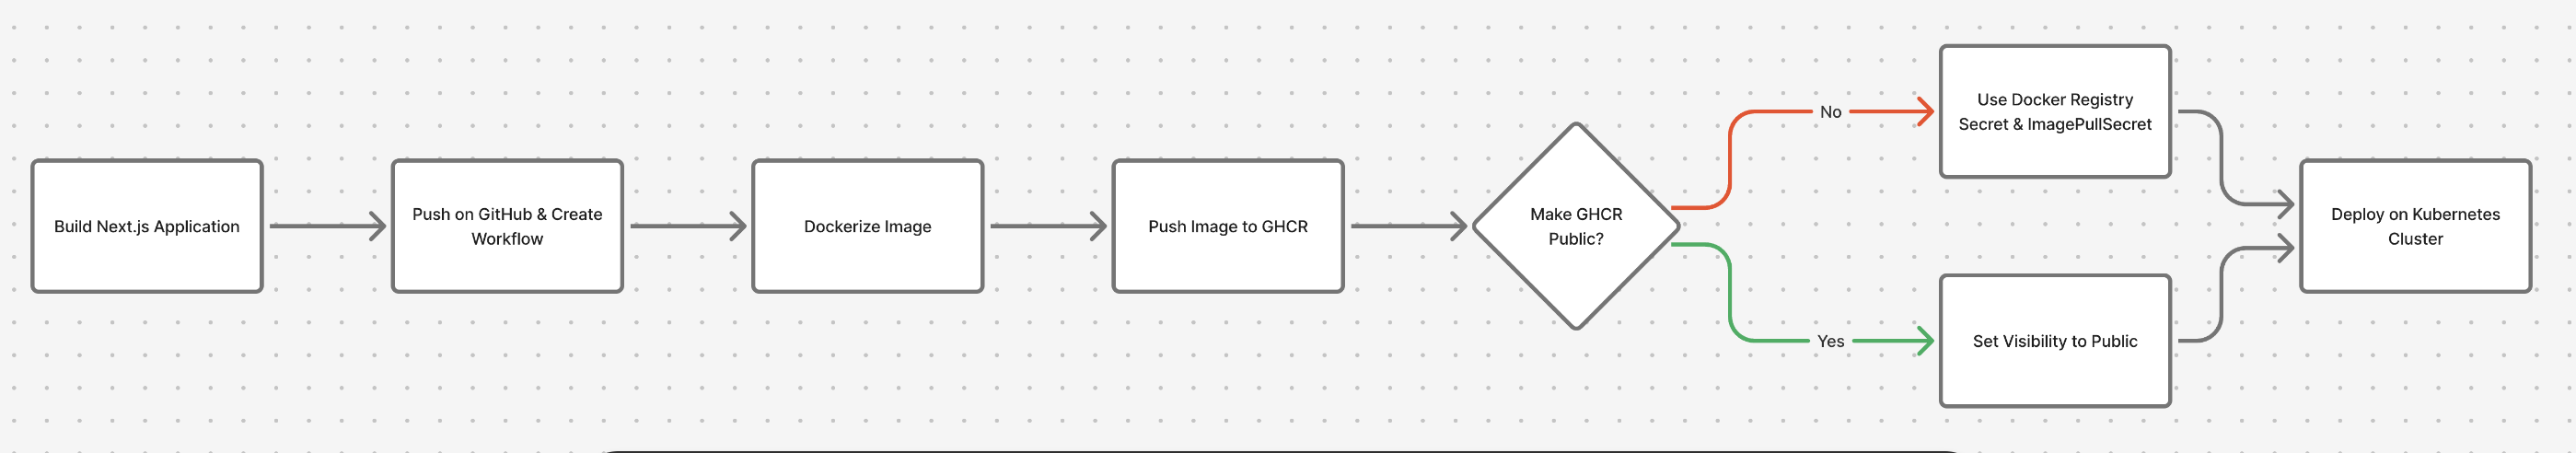 Build Next.js Application
Push on GitHub & Create
Workflow
Dockerize Image
Push Image to GHCR
Make GHCR
Public?
No
Use Docker Registry
Secret & ImagePullSecret
Yes
Set Visibility to Public
Deploy on Kubernetes
Cluster